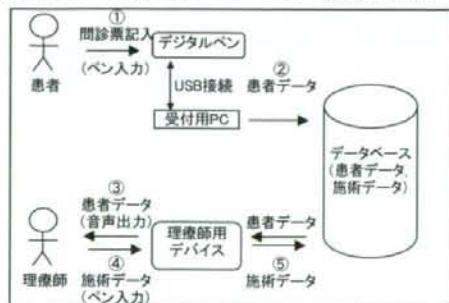 ①
問診票記入
(ペン入力)
患者
デジタルペン
USB接続
受付用PC
②
患者データ
データベース
(患者データ,
施術データ)
③
患者データ
(音声出力)
理療師
④
施術データ
(ペン入力)
理療師用
デバイス
患者データ
⑤
施術データ